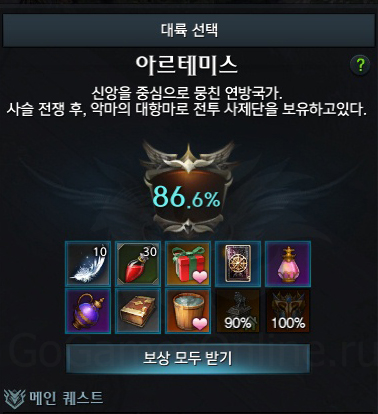 대륙 선택
아르테미스
?
신앙을 중심으로 뭉친 연방국가.
사슬 전쟁 후, 악마의 대항마로 전투 사제단을 보유하고있다.
86.6%
10
30
90%
100%
보상 모두 받기
메인 퀘스트